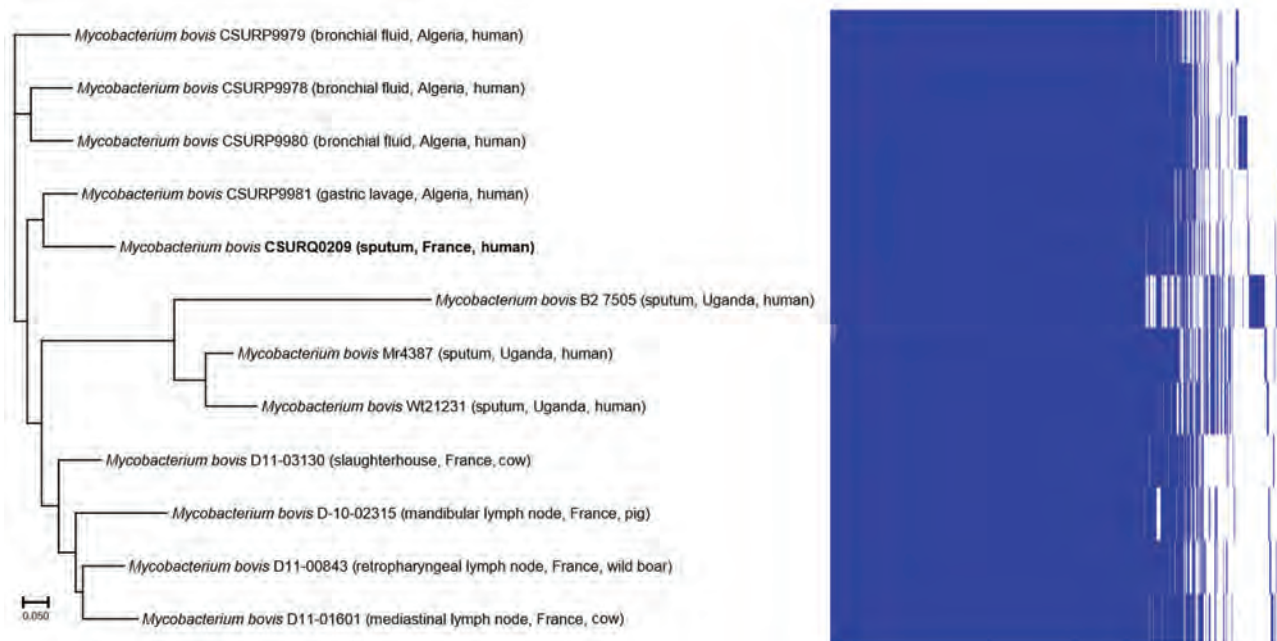 Mycobacterium bovis CSURP9979 (bronchial fluid, Algeria, human)
Mycobacterium bovis CSURP9978 (bronchial fluid, Algeria, human)
Mycobacterium bovis CSURP9980 (bronchial fluid, Algeria, human)
Mycobacterium bovis CSURP9981 (gastric lavage, Algeria, human)
Mycobacterium bovis CSURQ0209 (sputum, France, human)
Mycobacterium bovis B2 7505 (sputum, Uganda, human)
Mycobacterium bovis Mr4387 (sputum, Uganda, human)
Mycobacterium bovis Wt21231 (sputum, Uganda, human)
Mycobacterium bovis D11-03130 (slaughterhouse, France, cow)
Mycobacterium bovis D-10-02315 (mandibular lymph node, France, pig)
Mycobacterium bovis D11-00843 (retropharyngeal lymph node, France, wild boar)
Mycobacterium bovis D11-01601 (mediastinal lymph node, France, cow)
0.050